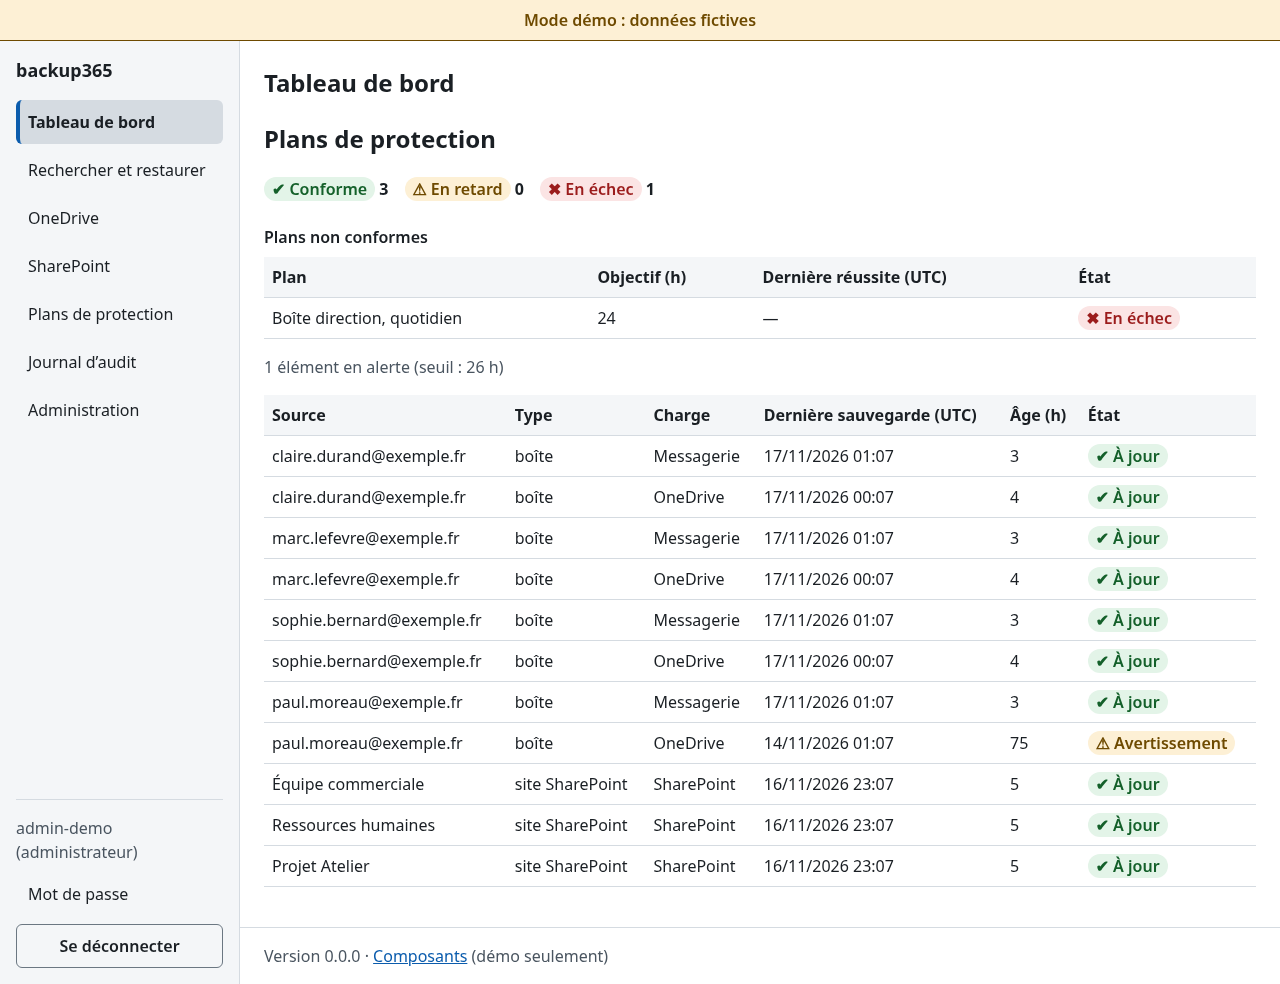 Mode démo : données fictives
backup365
Tableau de bord
Rechercher et restaurer
OneDrive
SharePoint
Plans de protection
Journal d’audit
Administration
admin-demo
(administrateur)
Mot de passe
Se déconnecter
Tableau de bord
Plans de protection
✔ Conforme 3 ⚠ En retard 0 ✖ En échec 1
Plans non conformes
Plan Objectif (h) Dernière réussite (UTC) État
Boîte direction, quotidien 24 — ✖ En échec
1 élément en alerte (seuil : 26 h)
Source Type Charge Dernière sauvegarde (UTC) Âge (h) État
claire.durand@exemple.fr boîte Messagerie 17/11/2026 01:07 3 ✔ À jour
claire.durand@exemple.fr boîte OneDrive 17/11/2026 00:07 4 ✔ À jour
marc.lefevre@exemple.fr boîte Messagerie 17/11/2026 01:07 3 ✔ À jour
marc.lefevre@exemple.fr boîte OneDrive 17/11/2026 00:07 4 ✔ À jour
sophie.bernard@exemple.fr boîte Messagerie 17/11/2026 01:07 3 ✔ À jour
sophie.bernard@exemple.fr boîte OneDrive 17/11/2026 00:07 4 ✔ À jour
paul.moreau@exemple.fr boîte Messagerie 17/11/2026 01:07 3 ✔ À jour
paul.moreau@exemple.fr boîte OneDrive 14/11/2026 01:07 75 ⚠ Avertissement
Équipe commerciale site SharePoint SharePoint 16/11/2026 23:07 5 ✔ À jour
Ressources humaines site SharePoint SharePoint 16/11/2026 23:07 5 ✔ À jour
Projet Atelier site SharePoint SharePoint 16/11/2026 23:07 5 ✔ À jour
Version 0.0.0 · Composants (démo seulement)